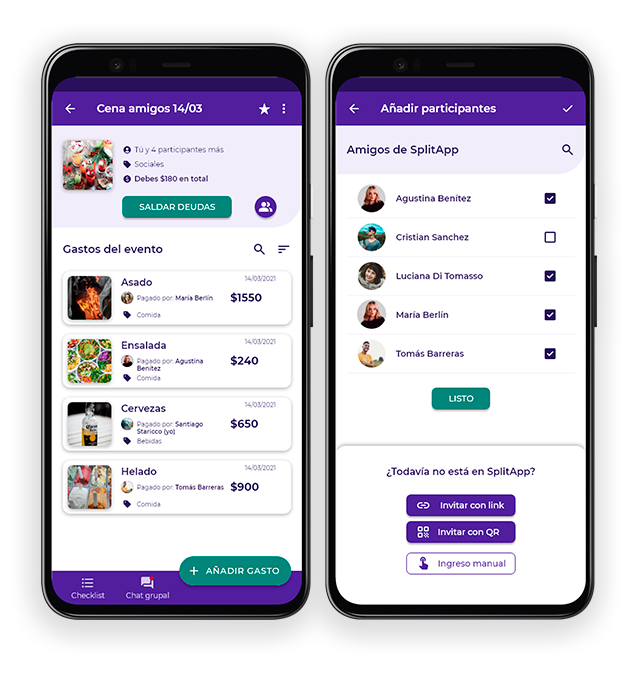 Cena amigos 14/03
Tú y 4 participantes más
Sociales
Debes $180 en total
SALDAR DEUDAS
Gastos del evento
Asado
14/03/2021
Pagado por: María Berlín
$1550
Comida
Ensalada
14/03/2021
Pagado por: Agustina
Benítez
$240
Comida
Cervezas
14/03/2021
Pagado por: Santiago
Staricco (yo)
$650
Bebidas
Helado
14/03/2021
Pagado por: Tomás Barreras
$900
Comida
+ AÑADIR GASTO
Checklist
Chat grupal
Añadir participantes
Amigos de SplitApp
Agustina Benítez
Cristian Sanchez
Luciana Di Tomasso
María Berlín
Tomás Barreras
LISTO
¿Todavía no está en SplitApp?
Invitar con link
Invitar con QR
Ingreso manual